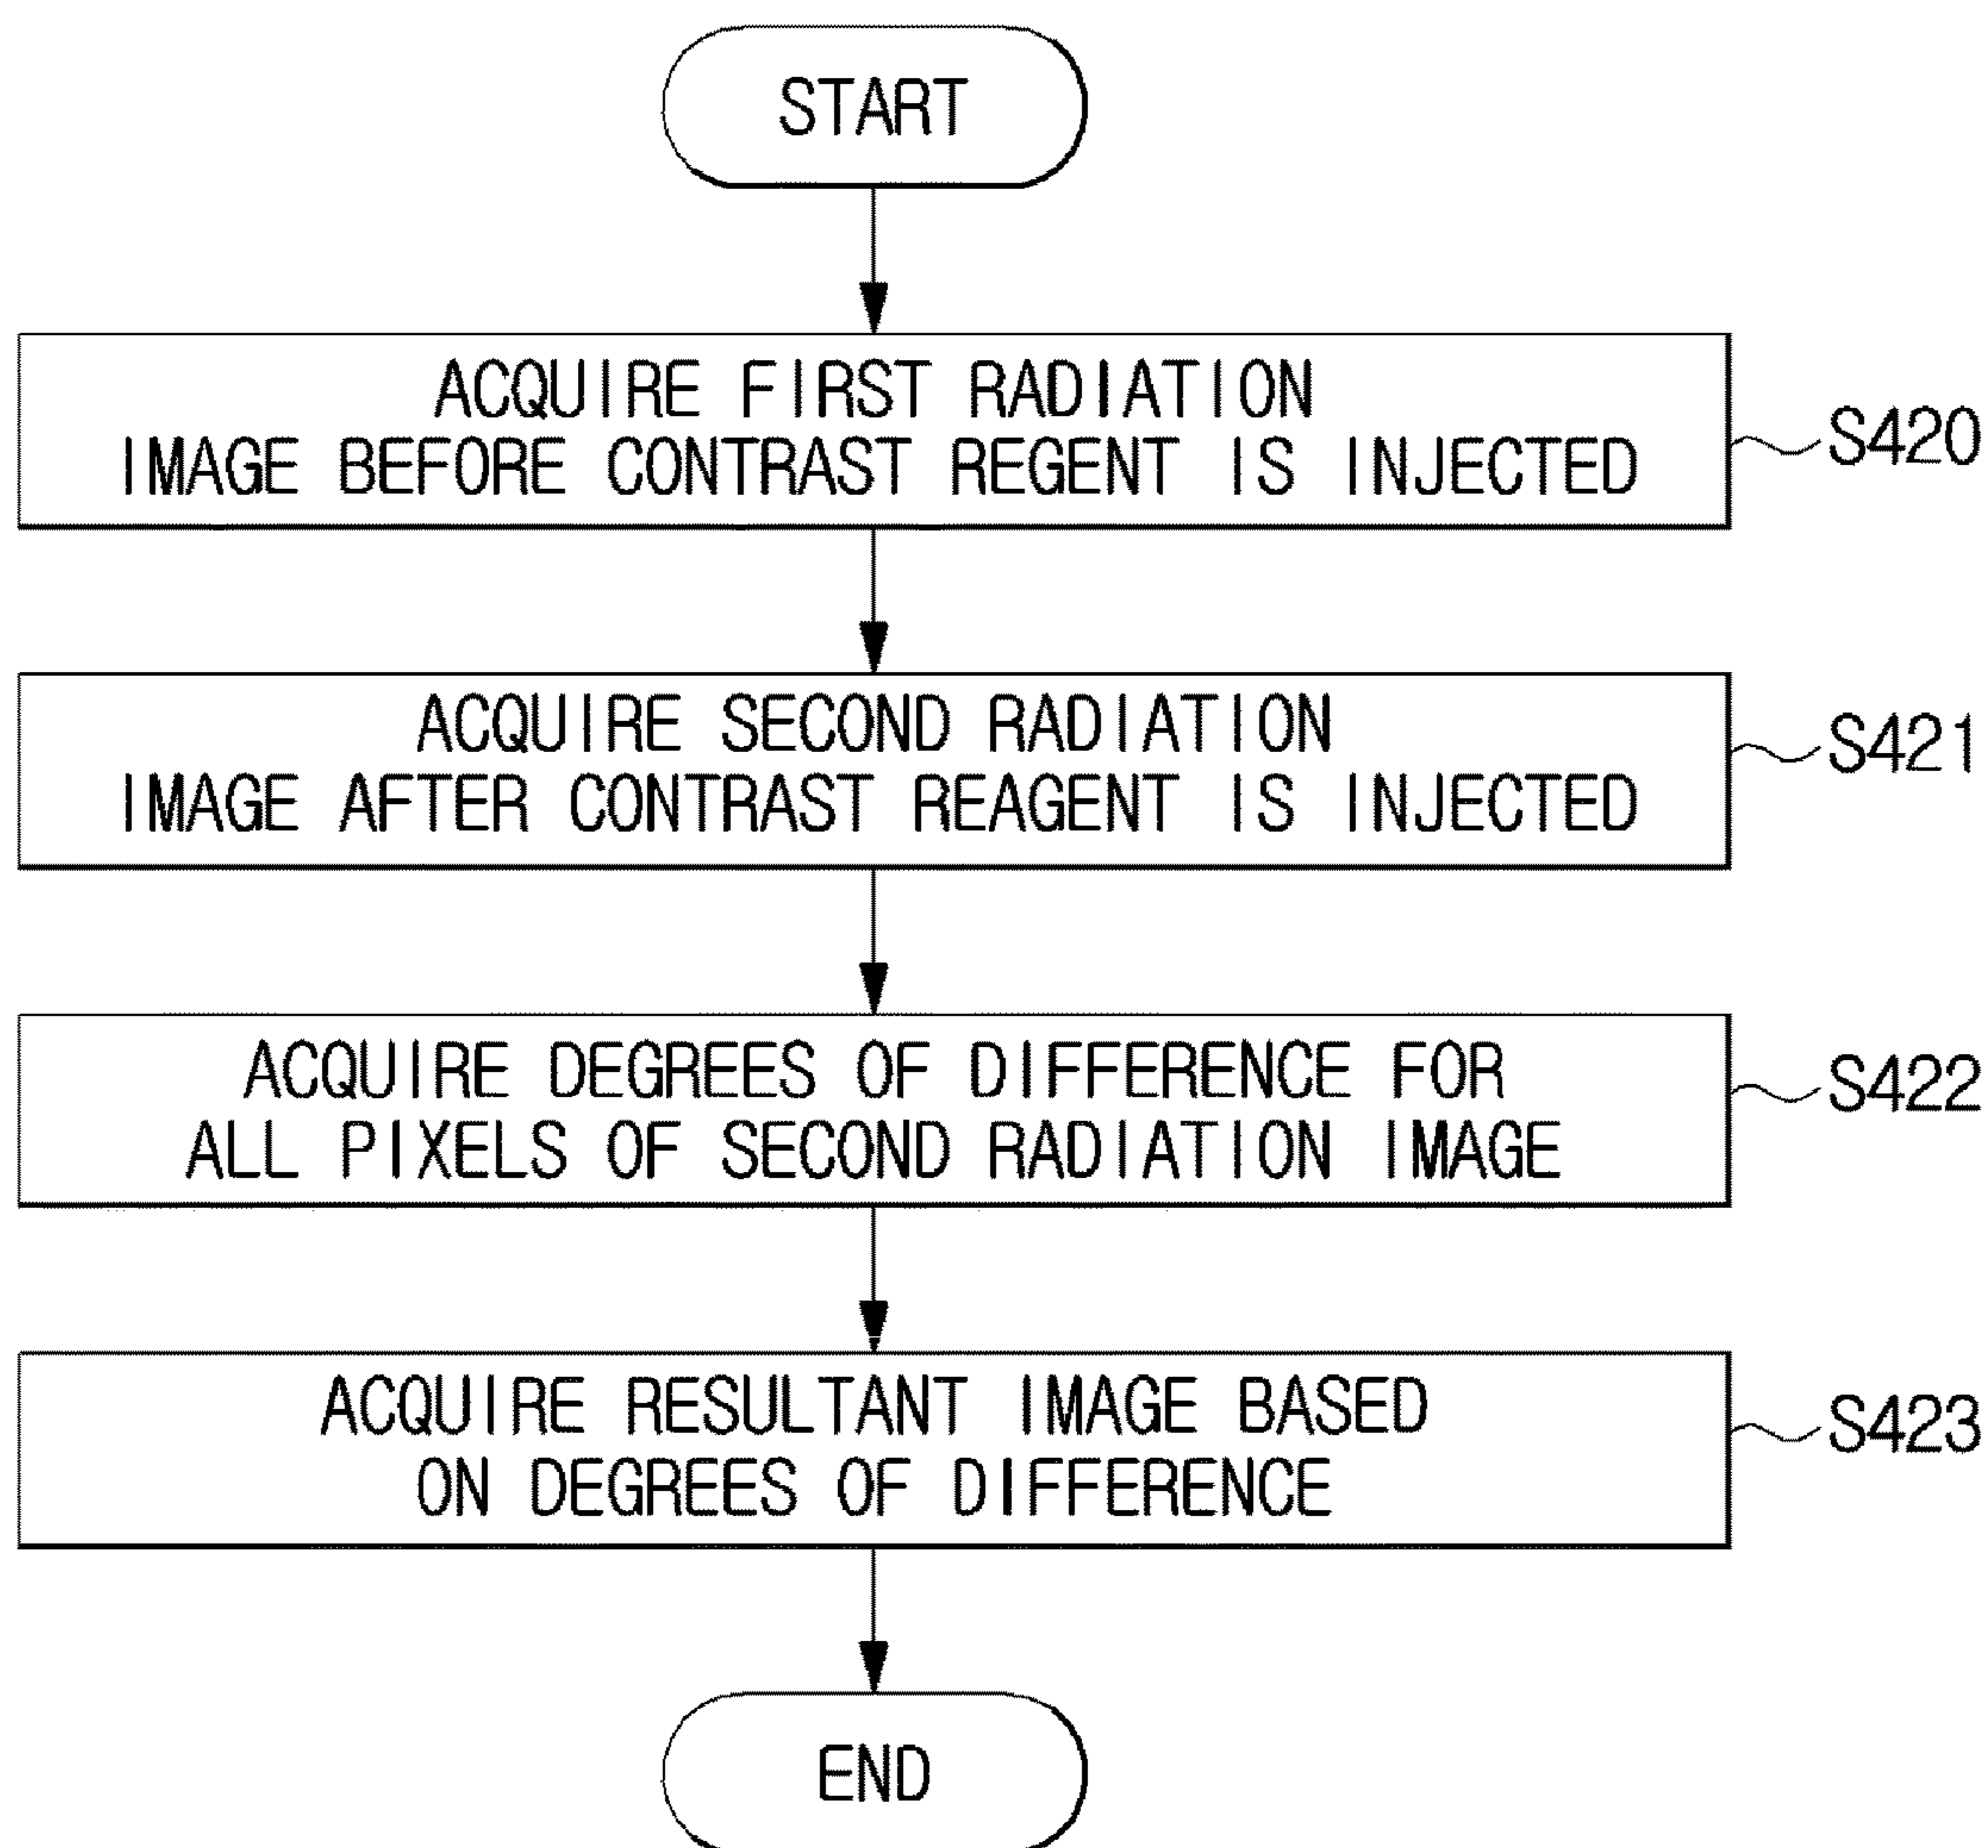 START
ACQUIRE FIRST RADIATION
IMAGE BEFORE CONTRAST REGENT IS INJECTED
S420
ACQUIRE SECOND RADIATION
IMAGE AFTER CONTRAST REAGENT IS INJECTED
S421
ACQUIRE DEGREES OF DIFFERENCE FOR
ALL PIXELS OF SECOND RADIATION IMAGE
S422
ACQUIRE RESULTANT IMAGE BASED
ON DEGREES OF DIFFERENCE
S423
END